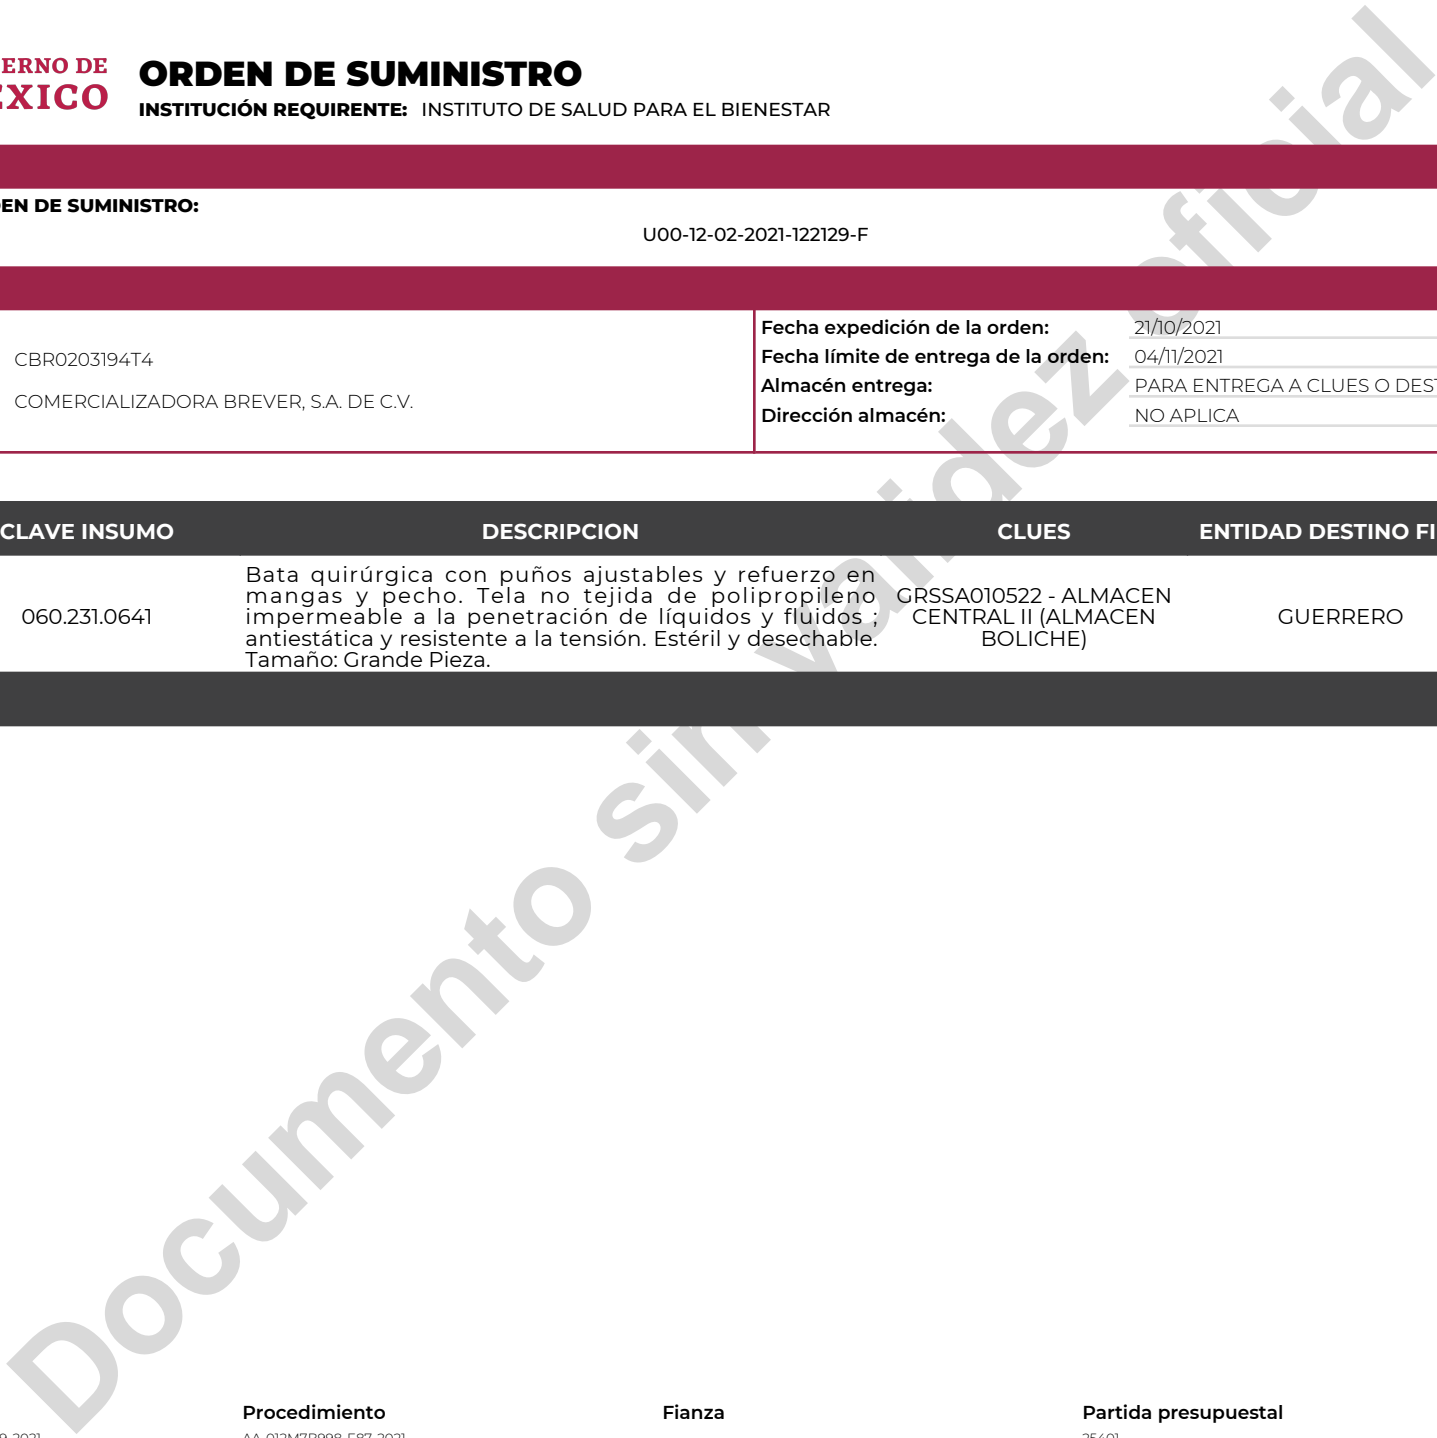 ERNO DE
XICO
ORDEN DE SUMINISTRO
INSTITUCIÓN REQUIRENTE: INSTITUTO DE SALUD PARA EL BIENESTAR
EN DE SUMINISTRO:
U00-12-02-2021-122129-F
CBR0203194T4
COMERCIALIZADORA BREVER, S.A. DE C.V.
Fecha expedición de la orden: 21/10/2021
Fecha límite de entrega de la orden: 04/11/2021
Almacén entrega: PARA ENTREGA A CLUES O DEST
Dirección almacén: NO APLICA
CLAVE INSUMO DESCRIPCION CLUES ENTIDAD DESTINO FI
060.231.0641
Bata quirúrgica con puños ajustables y refuerzo en
mangas y pecho. Tela no tejida de polipropileno
impermeable a la penetración de líquidos y fluidos ;
antiestática y resistente a la tensión. Estéril y desechable.
Tamaño: Grande Pieza.
GRSSA010522 - ALMACEN
CENTRAL II (ALMACEN
BOLICHE)
GUERRERO
Documento sin validez oficial
Procedimiento Fianza Partida presupuestal